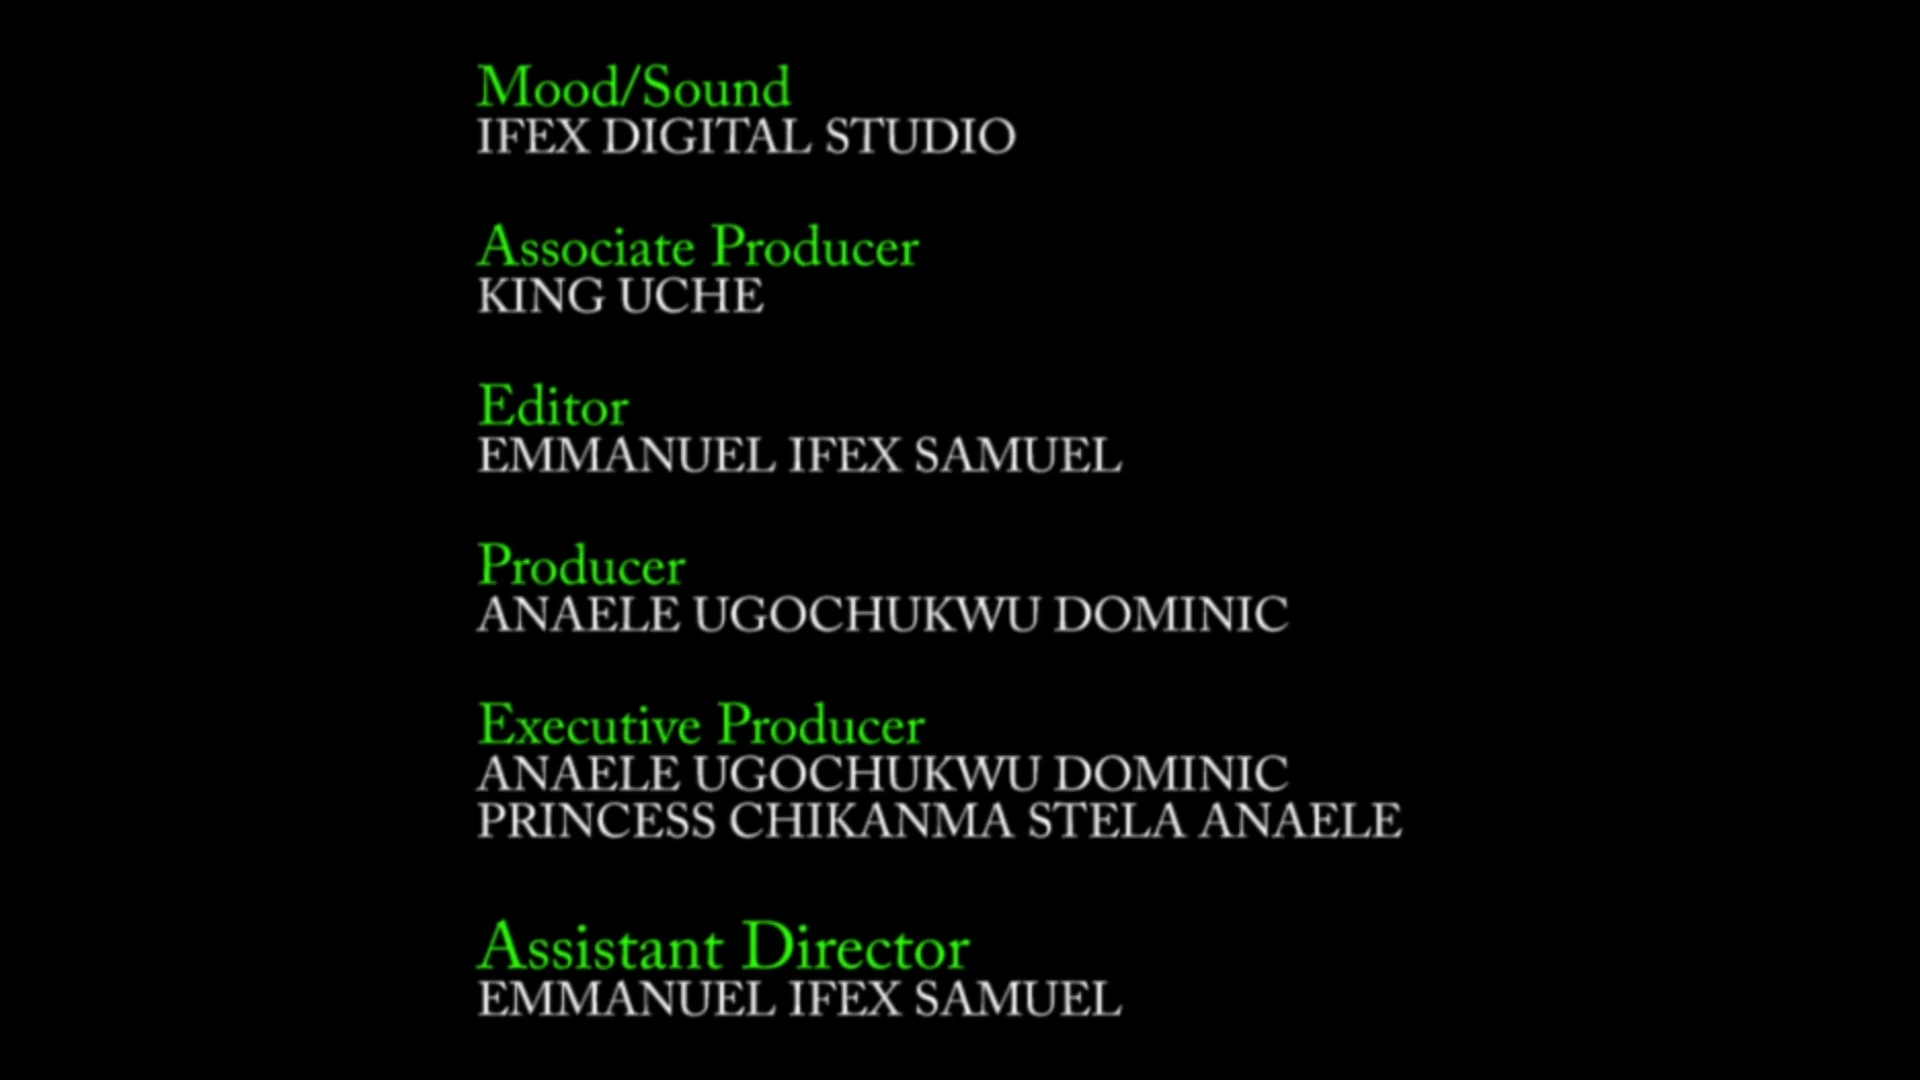 Mood/Sound
IFEX DIGITAL STUDIO
Associate Producer
KING UCHE
Editor
EMMANUEL IFEX SAMUEL
Producer
ANAELE UGOCHUKWU DOMINIC
Executive Producer
ANAELE UGOCHUKWU DOMINIC
PRINCESS CHIKANMA STELA ANAELE
Assistant Director
EMMANUEL IFEX SAMUEL